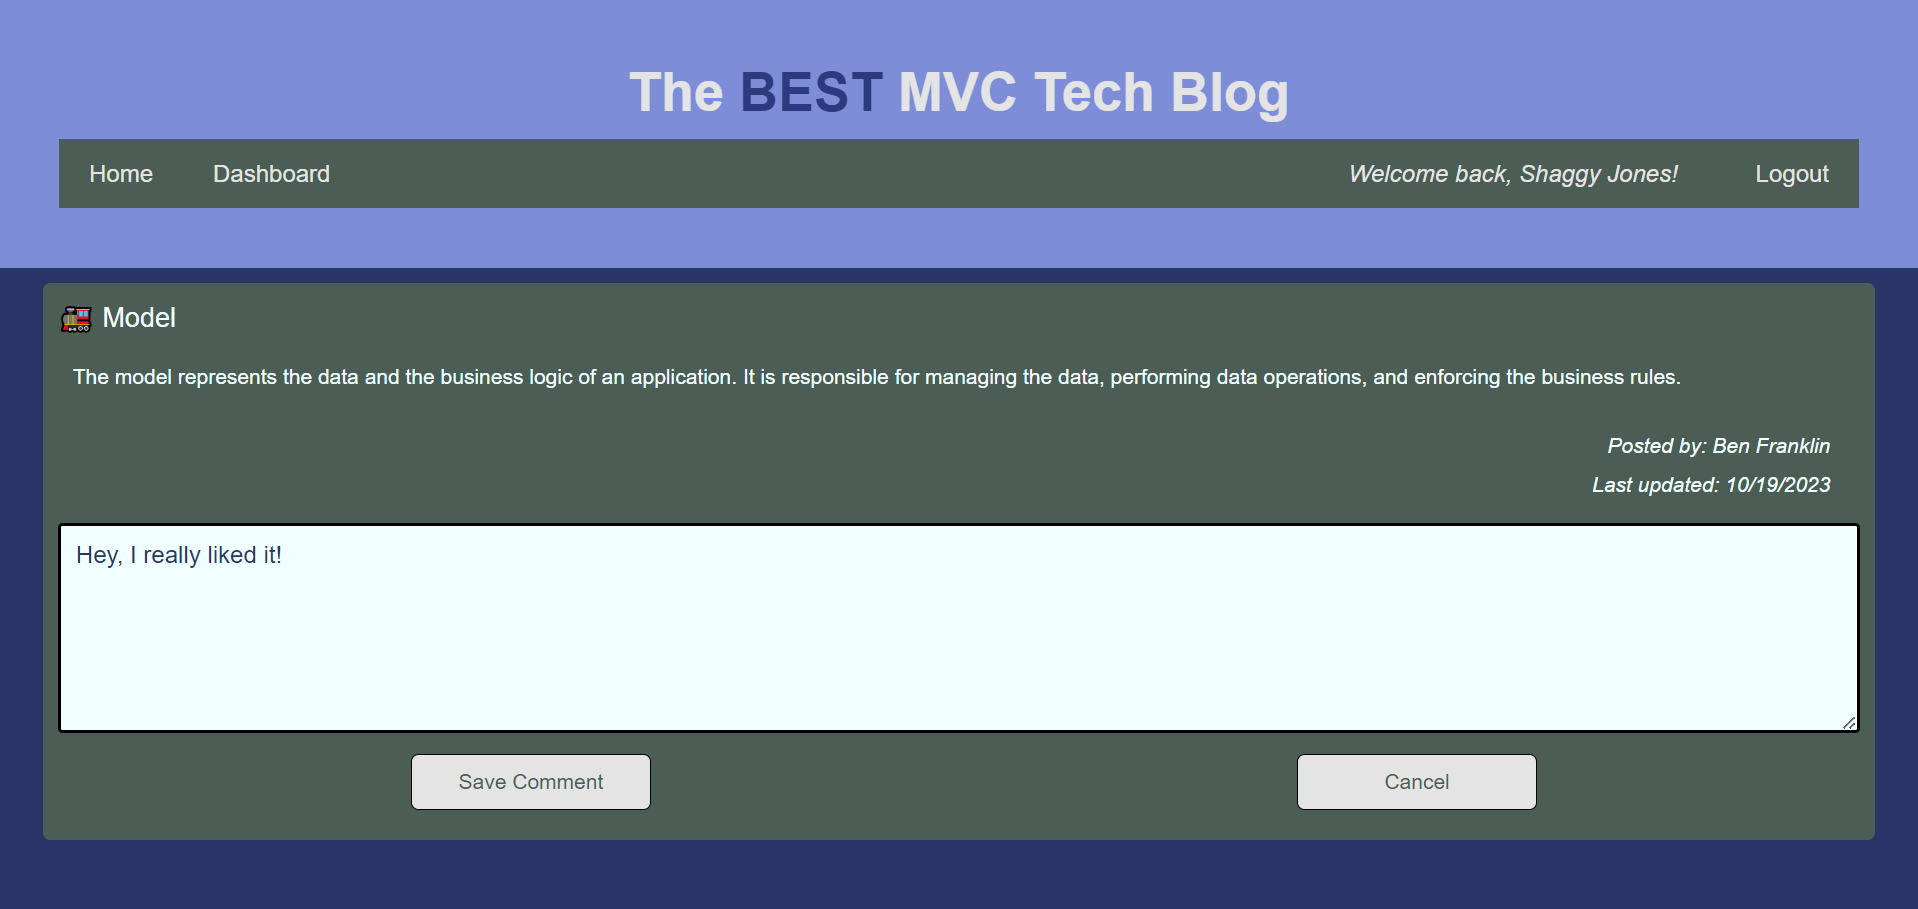 The BEST MVC Tech Blog
Home Dashboard Welcome back, Shaggy Jones! Logout
Model
The model represents the data and the business logic of an application. It is responsible for managing the data, performing data operations, and enforcing the business rules.
Posted by: Ben Franklin
Last updated: 10/19/2023
Hey, I really liked it!
Save Comment Cancel